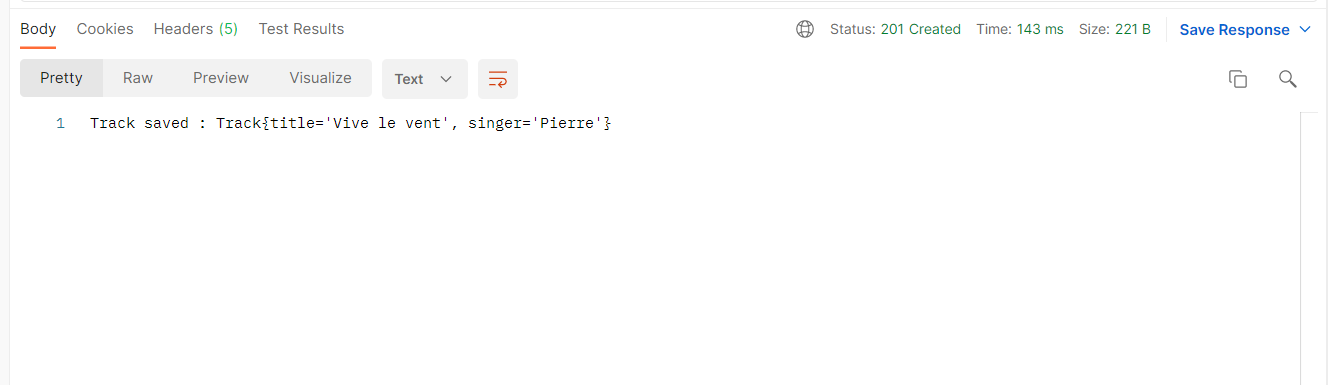 Body Cookies Headers (5) Test Results Status: 201 Created Time: 143 ms Size: 221 B Save Response
Pretty Raw Preview Visualize Text
1 Track saved : Track{title='Vive le vent', singer='Pierre'}